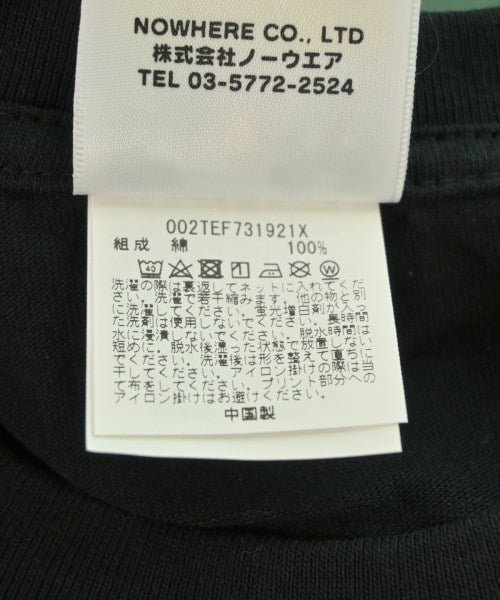 NOWHERE CO., LTD
株式会社ノーウエア
TEL 03-5772-2524
002TEF731921X
組成 綿 100%
40
W
洗濯の際は裏返してネットに入れてくだ
さい。洗濯で若干縮みます。他の物と別
に洗濯してください。蛍光増白剤が入っ
た洗剤は使用しないでください。長時間
水に浸漬しないでください。脱水時間は
短めに。脱水後湿った状態で放置しない
でください。洗濯後は形を整えて直ちに
干してください。アイロン掛けの際は当
て布をしてください。プリント部分への
アイロン掛けはお避けください。
中国製